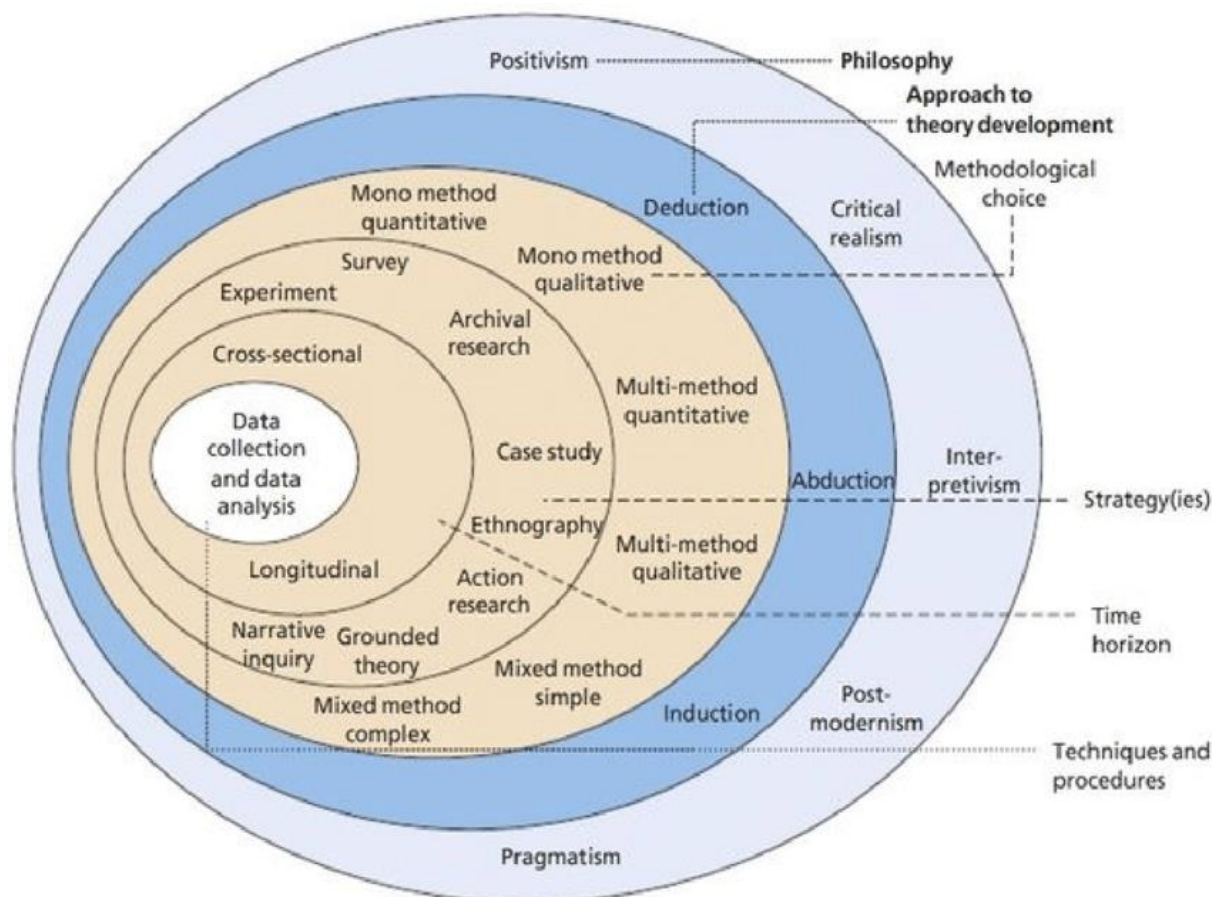 Positivism
Philosophy
Approach to
theory development
Methodological
choice
Mono method
quantitative
Deduction
Critical
realism
Survey
Mono method
qualitative
Experiment
Archival
research
Cross-sectional
Multi-method
quantitative
Data
collection
and data
analysis
Case study
Abduction
Inter-
pretivism
Strategy(ies)
Ethnography
Multi-method
qualitative
Longitudinal
Action
research
Time
horizon
Narrative
inquiry
Grounded
theory
Mixed method
simple
Mixed method
complex
Induction
Post-
modernism
Techniques and
procedures
Pragmatism